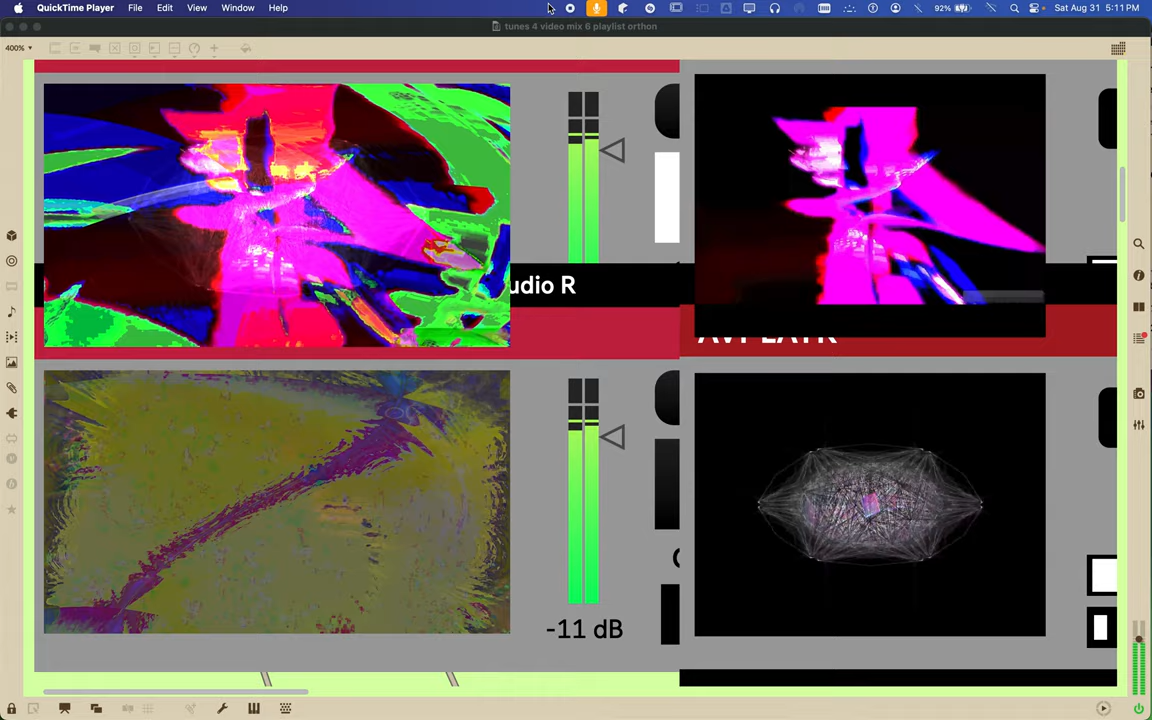 QuickTime Player File Edit View Window Help
92% Sat Aug 31 5:11 PM
tunes 4 video mix 6 playlist orthon
400%
udio R
-11 dB